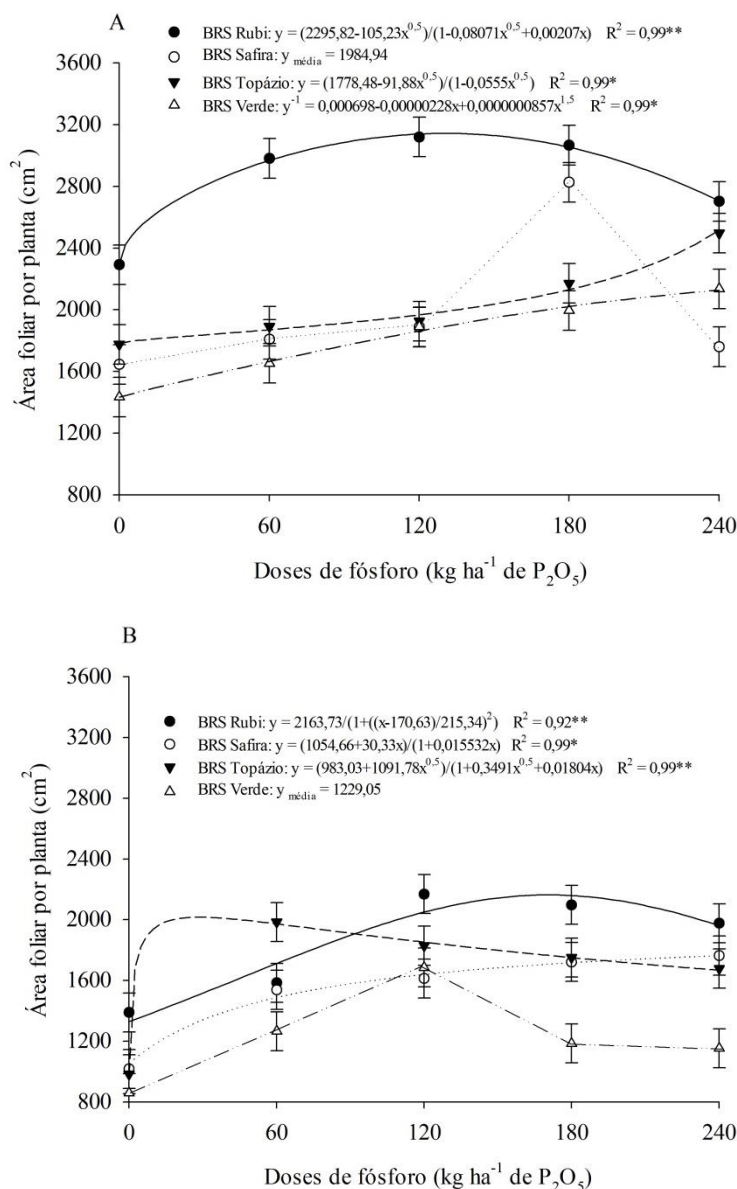 A
BRS Rubi: y = (2295,82-105,23x^0,5)/(1-0,08071x^0,5+0,00207x) R² = 0,99**
BRS Safira: y média = 1984,94
BRS Topázio: y = (1778,48-91,88x^0,5)/(1-0,0555x^0,5) R² = 0,99*
BRS Verde: y^-1 = 0,000698-0,00000228x+0,0000000857x^1,5 R² = 0,99*
3600
3200
2800
2400
2000
1600
1200
800
Área foliar por planta (cm²)
0 60 120 180 240
Doses de fósforo (kg ha⁻¹ de P₂O₅)
B
BRS Rubi: y = 2163,73/(1+((x-170,63)/215,34)²) R² = 0,92**
BRS Safira: y = (1054,66+30,33x)/(1+0,015532x) R² = 0,99*
BRS Topázio: y = (983,03+1091,78x^0,5)/(1+0,3491x^0,5+0,01804x) R² = 0,99**
BRS Verde: y média = 1229,05
3600
3200
2800
2400
2000
1600
1200
800
Área foliar por planta (cm²)
0 60 120 180 240
Doses de fósforo (kg ha⁻¹ de P₂O₅)